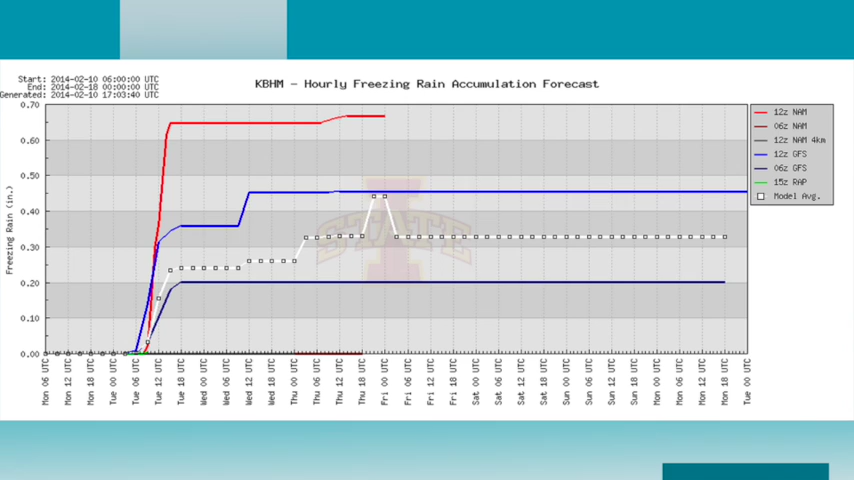 Start: 2014-02-10 06:00:00 UTC
End: 2014-02-18 00:00:00 UTC
Generated: 2014-02-10 17:03:40 UTC
KBHM - Hourly Freezing Rain Accumulation Forecast
0.70
0.60
0.50
0.40
0.30
0.20
0.10
0.00
Freezing Rain (in.)
STATE
12z NAM
06z NAM
12z NAM 4km
12z GFS
06z GFS
15z RAP
Model Avg.
Mon 06 UTC
Mon 12 UTC
Mon 18 UTC
Tue 00 UTC
Tue 06 UTC
Tue 12 UTC
Tue 18 UTC
Wed 00 UTC
Wed 06 UTC
Wed 12 UTC
Wed 18 UTC
Thu 00 UTC
Thu 06 UTC
Thu 12 UTC
Thu 18 UTC
Fri 00 UTC
Fri 06 UTC
Fri 12 UTC
Fri 18 UTC
Sat 00 UTC
Sat 06 UTC
Sat 12 UTC
Sat 18 UTC
Sun 00 UTC
Sun 06 UTC
Sun 12 UTC
Sun 18 UTC
Mon 00 UTC
Mon 06 UTC
Mon 12 UTC
Mon 18 UTC
Tue 00 UTC